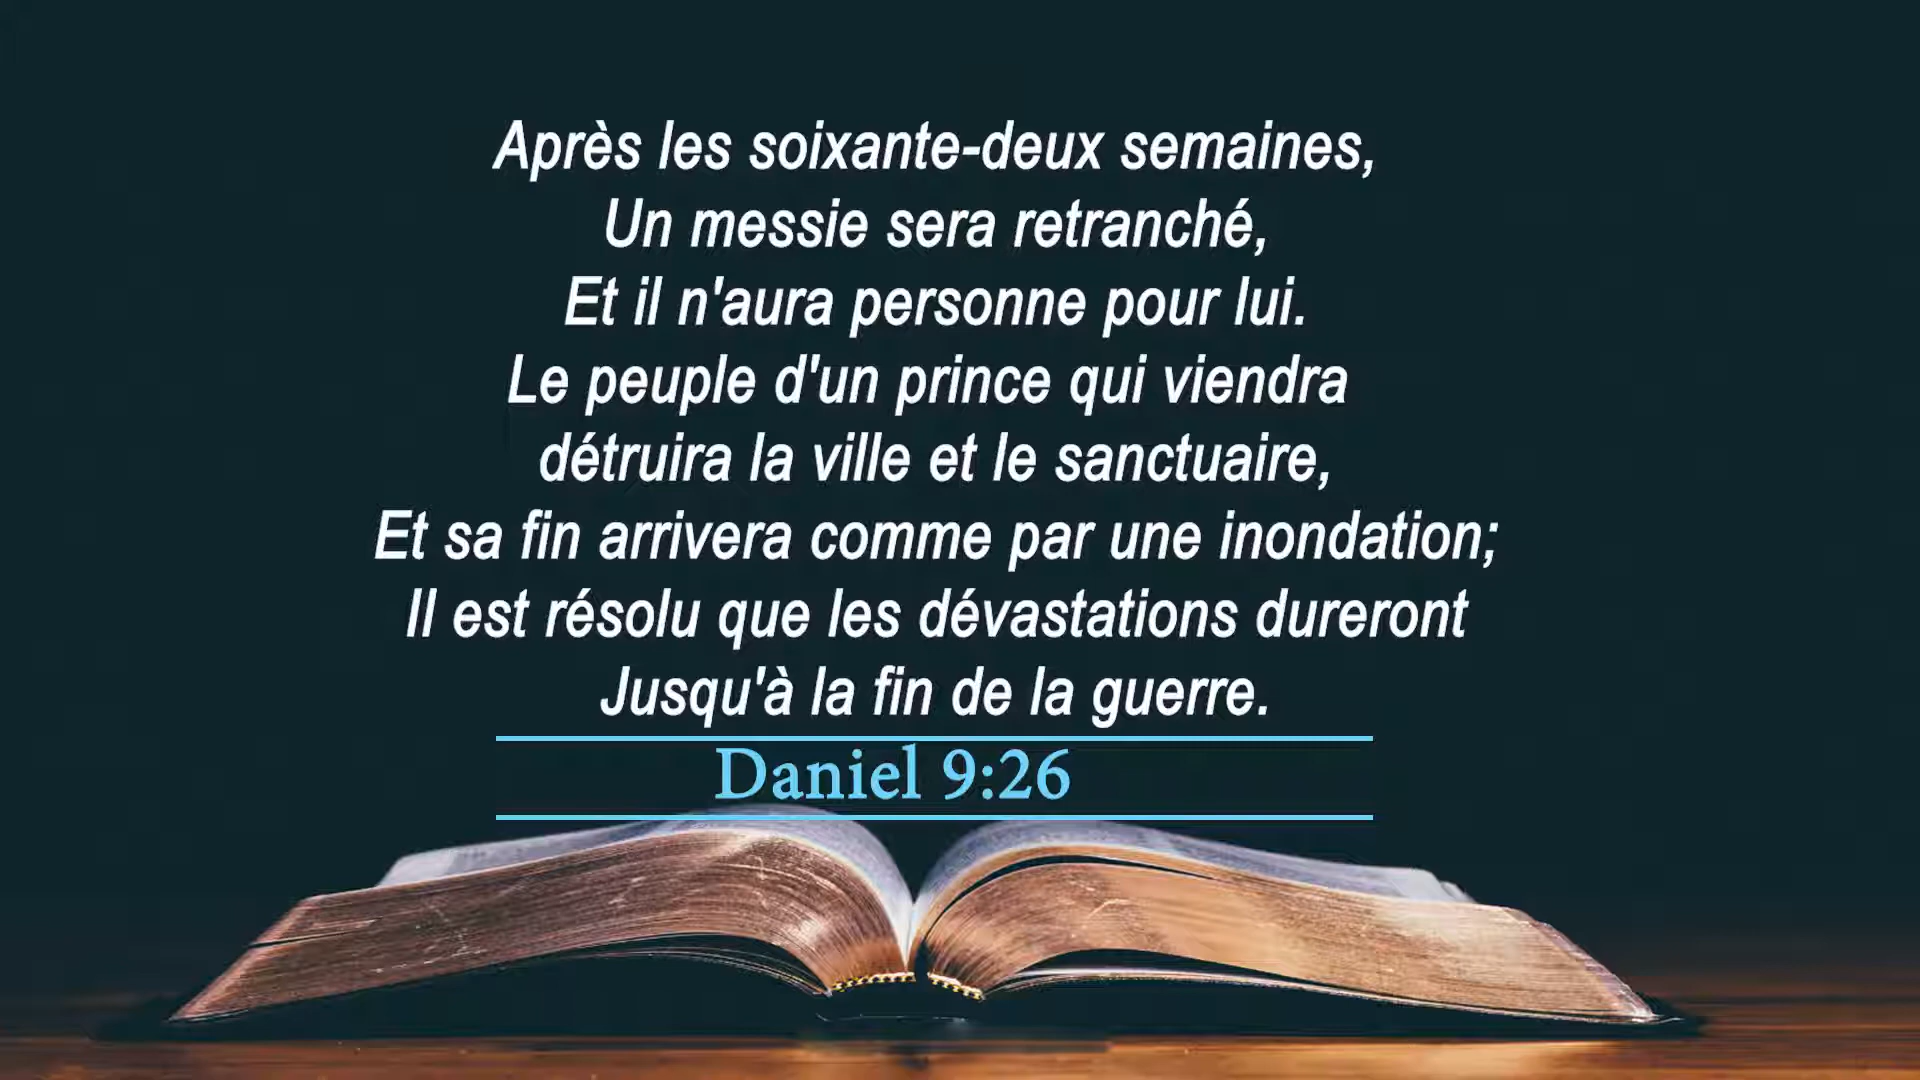 Après les soixante-deux semaines,
Un messie sera retranché,
Et il n'aura personne pour lui.
Le peuple d'un prince qui viendra
détruira la ville et le sanctuaire,
Et sa fin arrivera comme par une inondation;
Il est résolu que les dévastations dureront
Jusqu'à la fin de la guerre.
Daniel 9:26